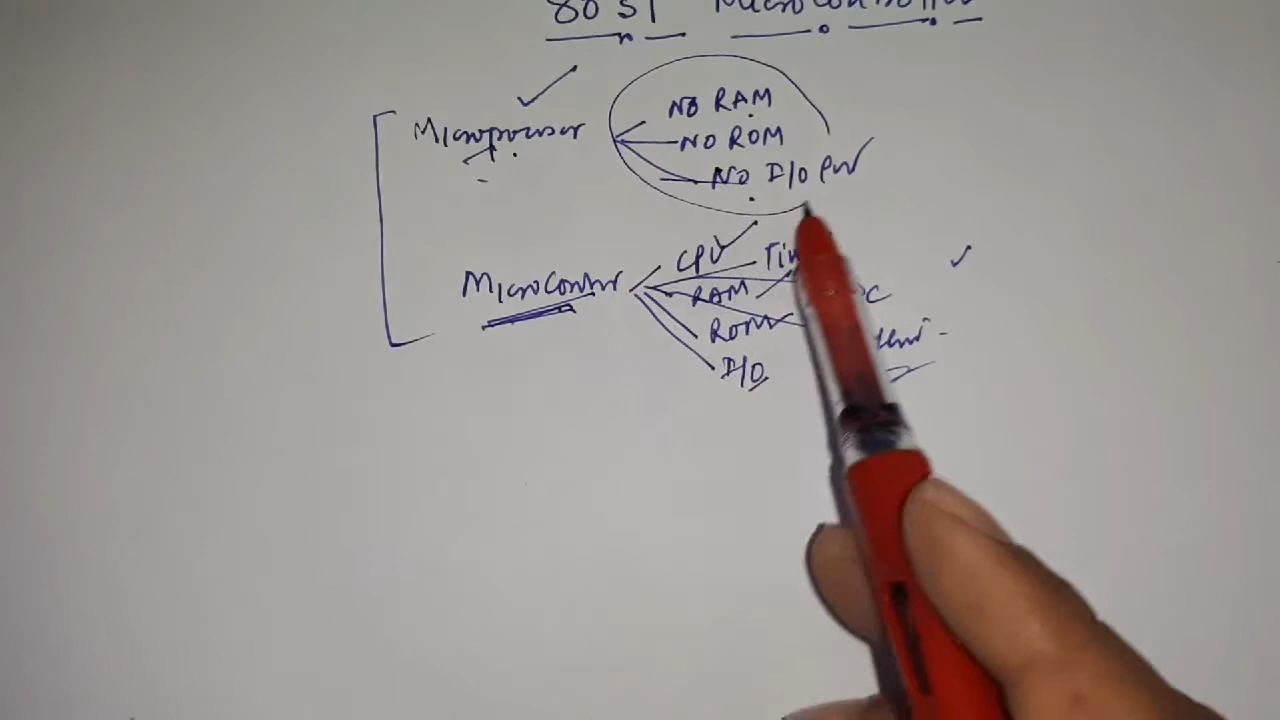 8051 Microcontroller
NO RAM
Microprocessor NO ROM
NO I/O Port
CPU
Microcontroller RAM
ROM
I/O